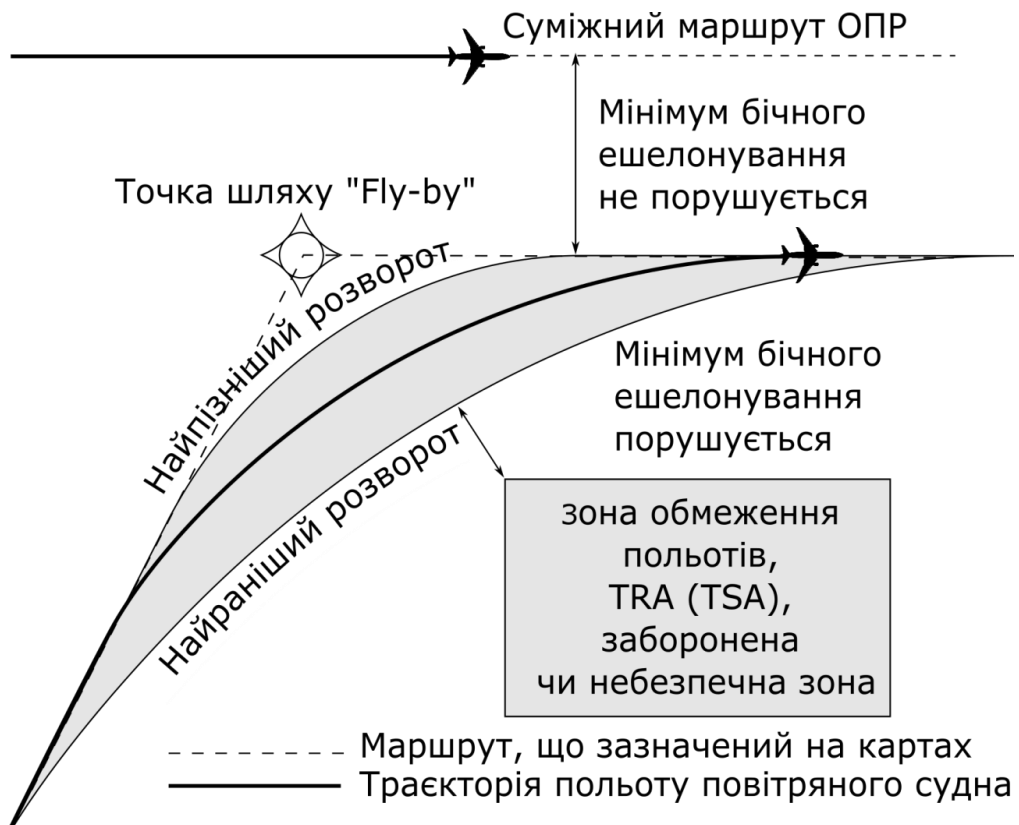 Суміжний маршрут ОПР
Мінімум бічного
ешелонування
не порушується
Точка шляху "Fly-by"
Найпізніший розворот
Найраніший розворот
Мінімум бічного
ешелонування
порушується
зона обмеження
польотів,
TRA (TSA),
заборонена
чи небезпечна зона
Маршрут, що зазначений на картах
Траєкторія польоту повітряного судна